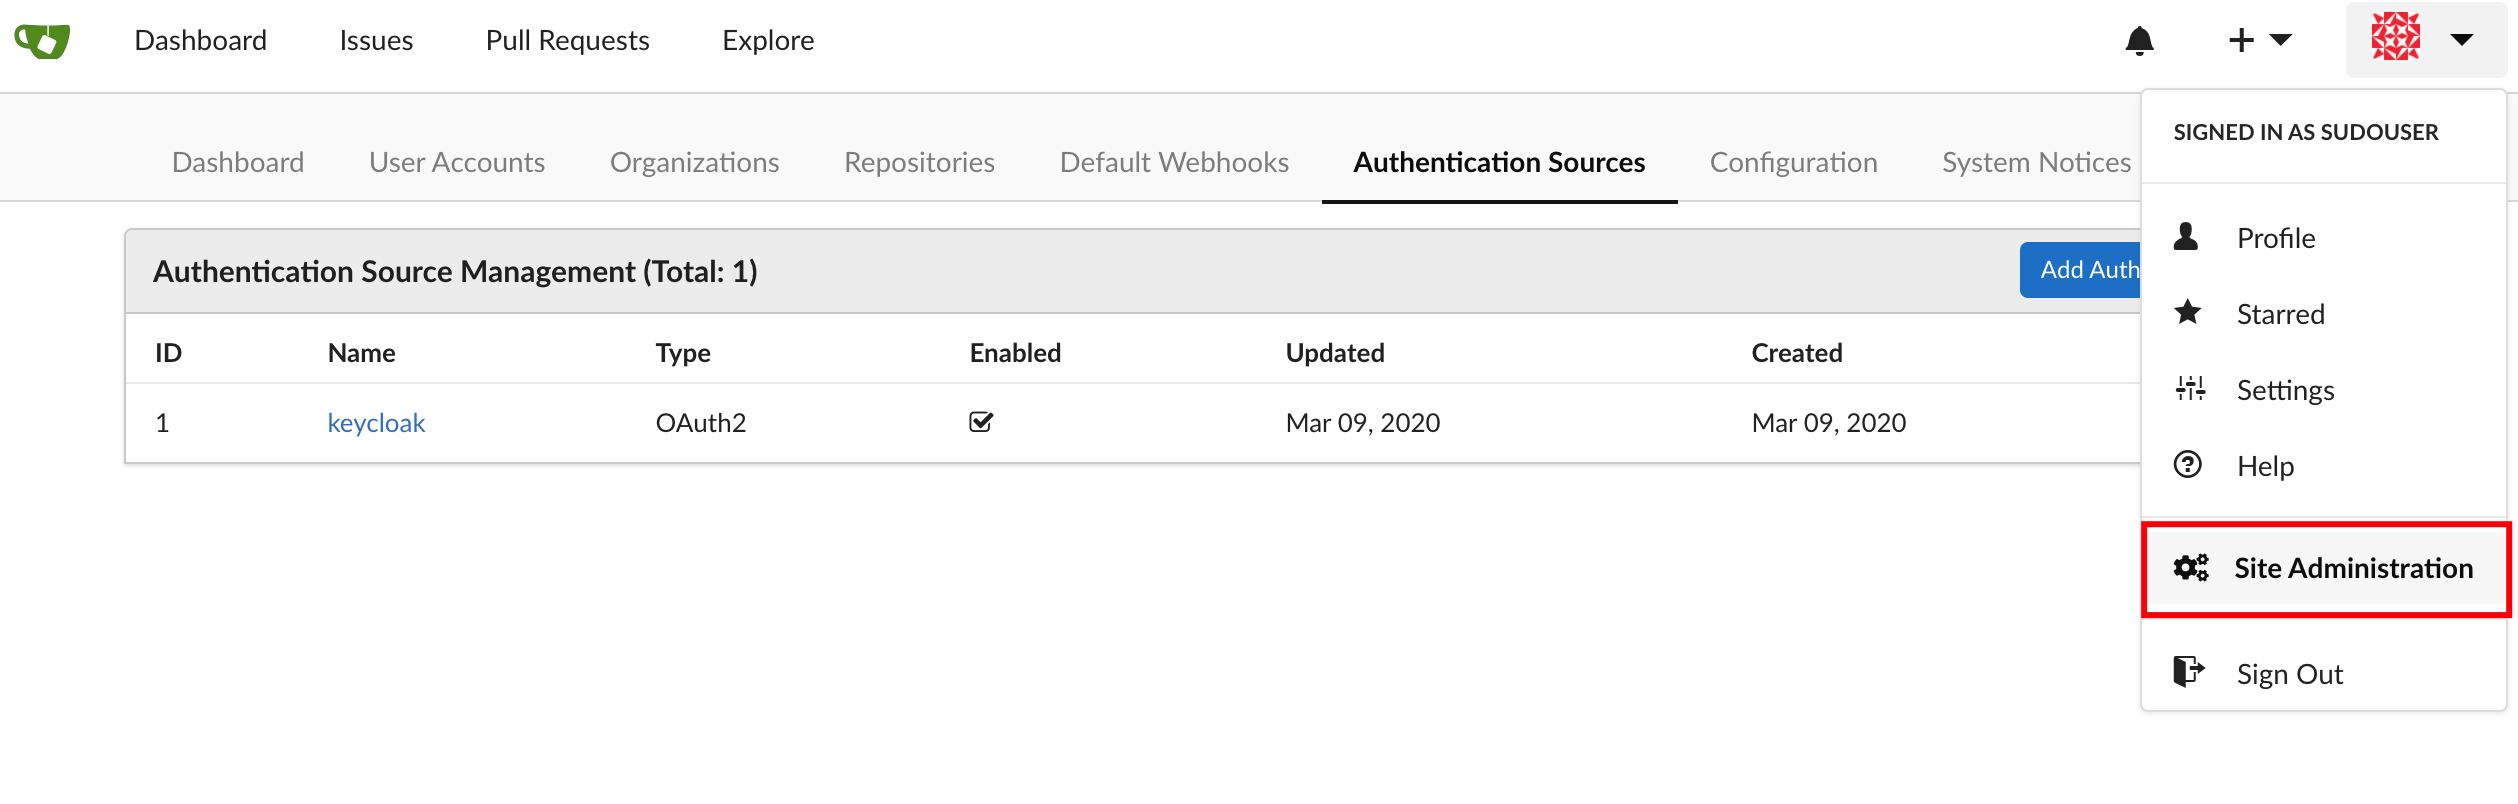 Dashboard Issues Pull Requests Explore
SIGNED IN AS SUDOUSER
Dashboard User Accounts Organizations Repositories Default Webhooks Authentication Sources Configuration System Notices
Authentication Source Management (Total: 1) Add Auth
ID Name Type Enabled Updated Created
1 keycloak OAuth2 Mar 09, 2020 Mar 09, 2020
Profile
Starred
Settings
Help
Site Administration
Sign Out